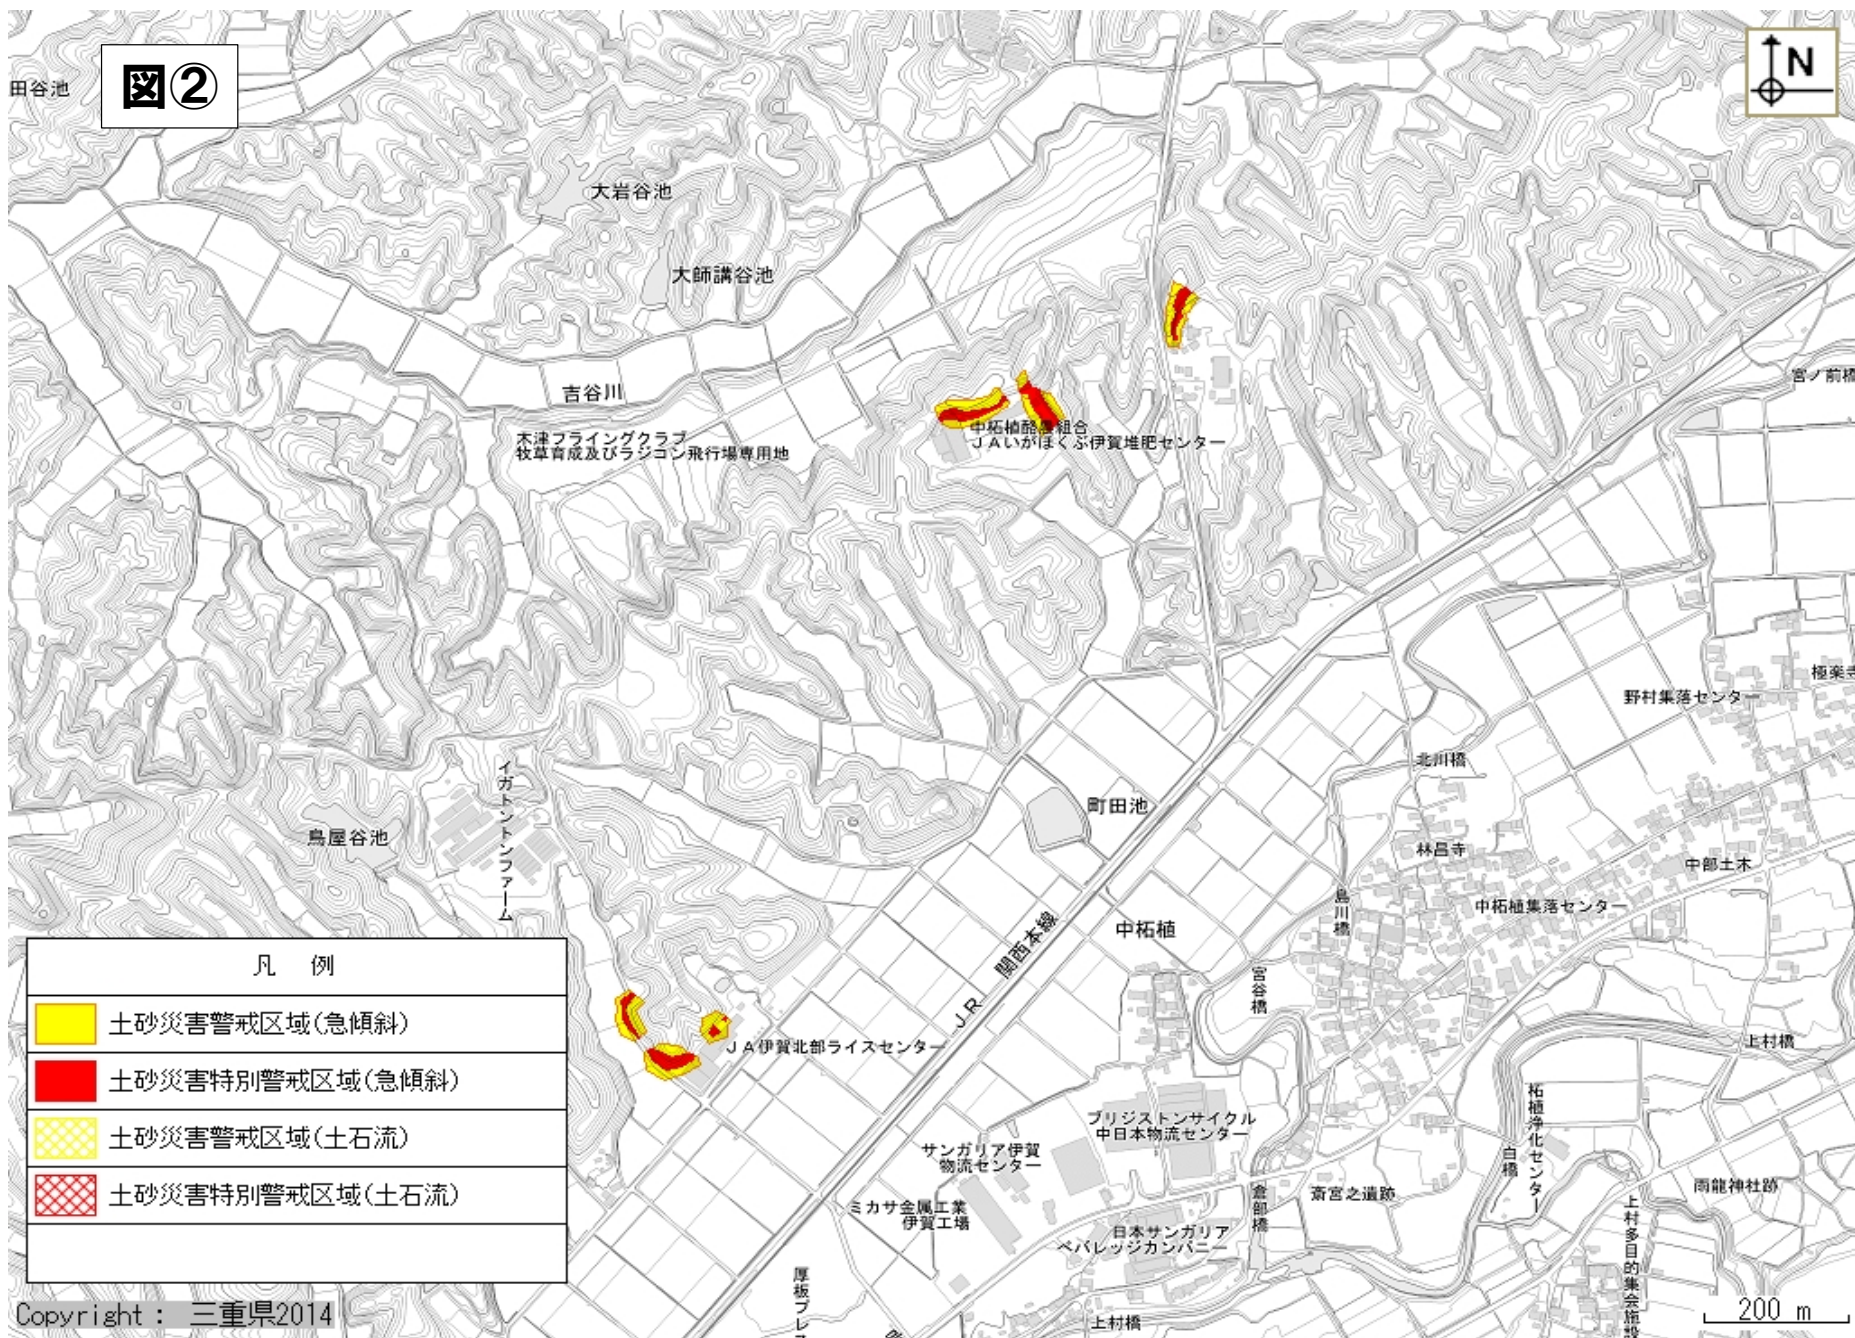 図②
N
田谷池
大岩谷池
大師講谷池
吉谷川
木津フライングクラブ
牧草育成及びラジコン飛行場専用地
中柘植酪農組合
JAいがほくぶ伊賀堆肥センター
宮ノ前橋
極楽寺
野村集落センター
北川橋
イガトントンファーム
町田池
鳥屋谷池
林昌寺
中部土木
島川橋
中柘植集落センター
中柘植
JR 関西本線
宮谷橋
JA伊賀北部ライスセンター
上村橋
ブリジストンサイクル
中日本物流センター
柘植浄化センター
白橋
サンガリア伊賀
物流センター
斎宮之遺跡
雨龍神社跡
ミカサ金属工業
伊賀工場
倉部橋
日本サンガリア
ベバレッジカンパニー
上村多目的集会施設
厚板プレス
上村橋
凡 例
土砂災害警戒区域(急傾斜)
土砂災害特別警戒区域(急傾斜)
土砂災害警戒区域(土石流)
土砂災害特別警戒区域(土石流)
Copyright : 三重県2014
200 m